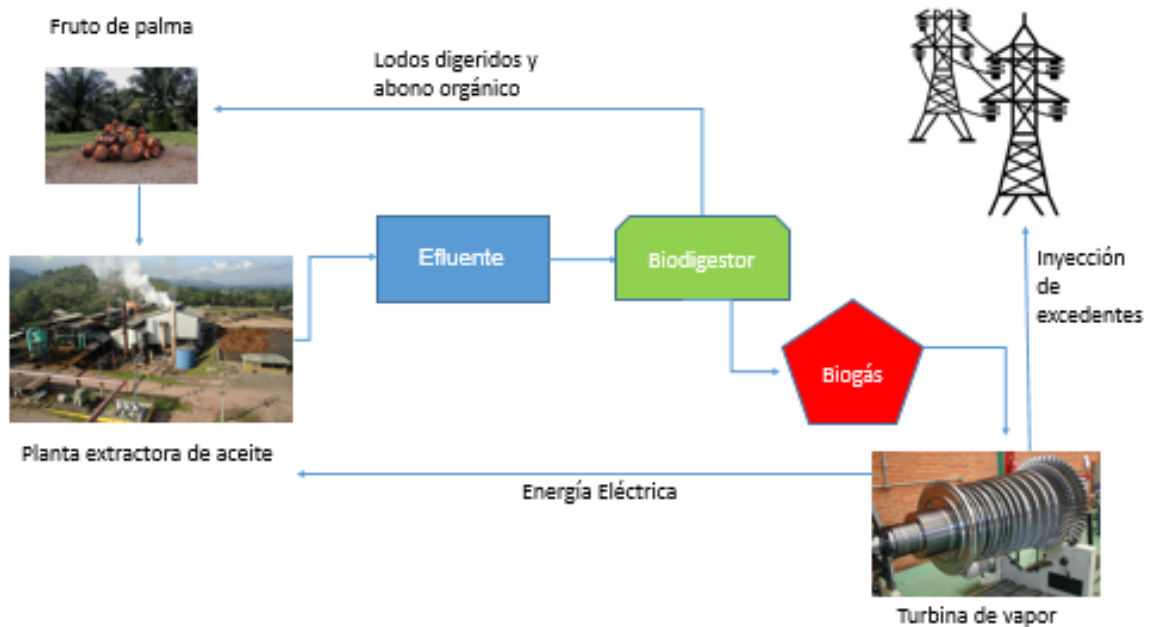 Fruto de palma
Lodos digeridos y
abono orgánico
Efluente
Biodigestor
Inyección
de
excedentes
Biogás
Planta extractora de aceite
Energía Eléctrica
Turbina de vapor